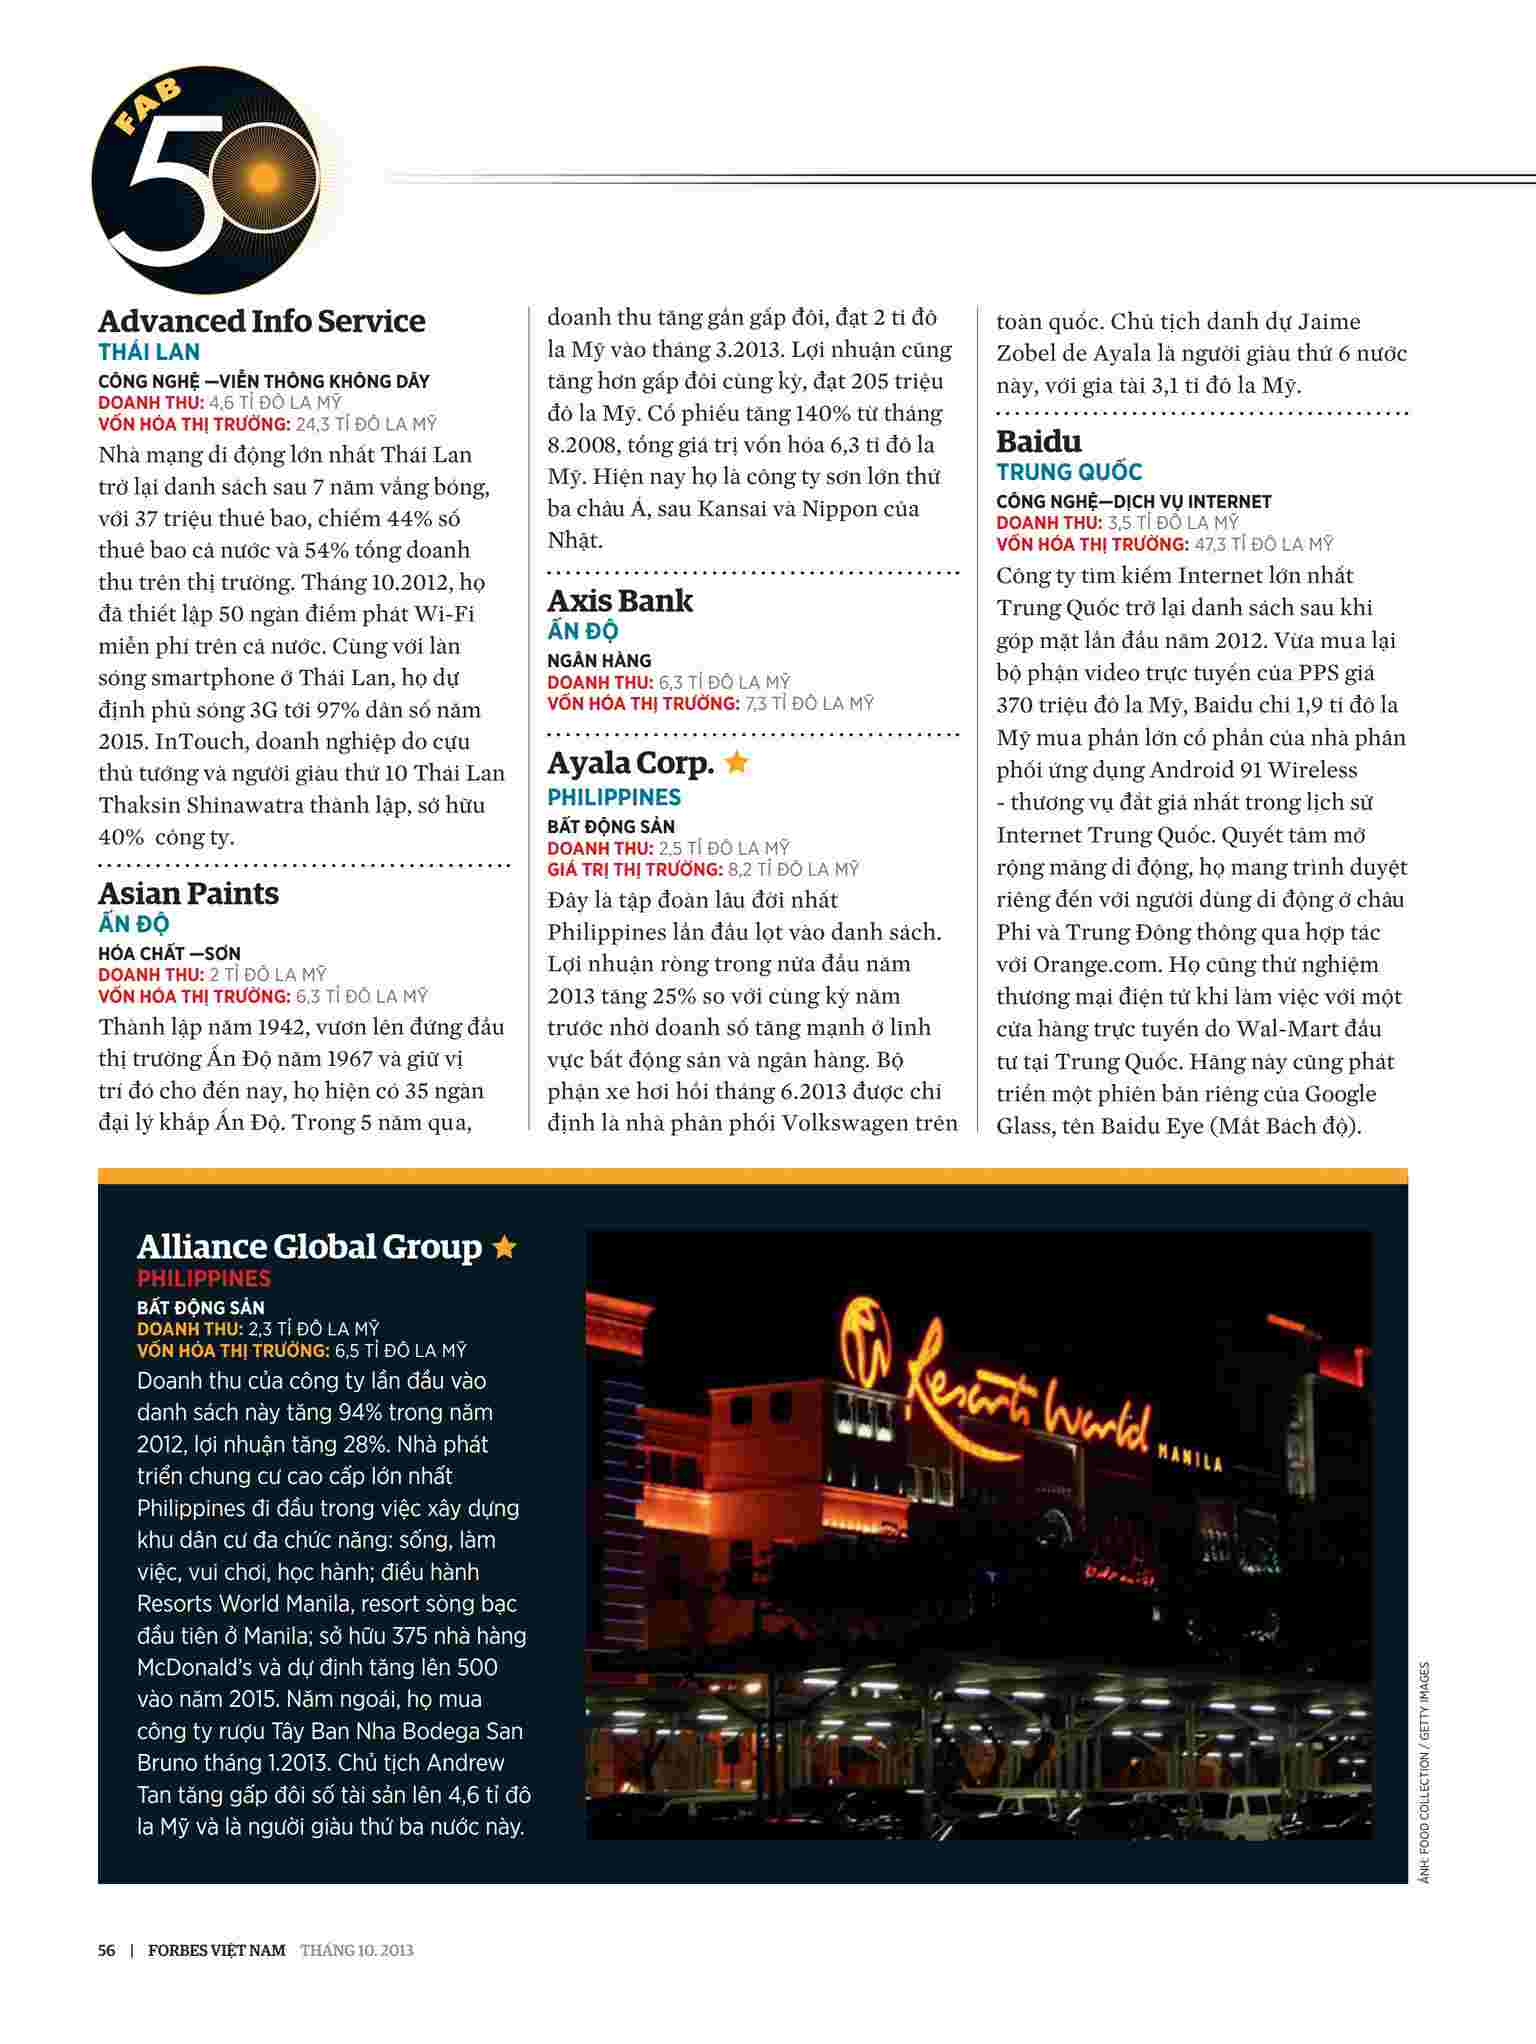 FAB
50
Advanced Info Service
THÁI LAN
CÔNG NGHỆ —VIỄN THÔNG KHÔNG DÂY
DOANH THU: 4,6 TỈ ĐÔ LA MỸ
VỐN HÓA THỊ TRƯỜNG: 24,3 TỈ ĐÔ LA MỸ
Nhà mạng di động lớn nhất Thái Lan
trở lại danh sách sau 7 năm vắng bóng,
với 37 triệu thuê bao, chiếm 44% số
thuê bao cả nước và 54% tổng doanh
thu trên thị trường. Tháng 10.2012, họ
đã thiết lập 50 ngàn điểm phát Wi-Fi
miễn phí trên cả nước. Cùng với làn
sóng smartphone ở Thái Lan, họ dự
định phủ sóng 3G tới 97% dân số năm
2015. InTouch, doanh nghiệp do cựu
thủ tướng và người giàu thứ 10 Thái Lan
Thaksin Shinawatra thành lập, sở hữu
40% công ty.
Asian Paints
ẤN ĐỘ
HÓA CHẤT —SƠN
DOANH THU: 2 TỈ ĐÔ LA MỸ
VỐN HÓA THỊ TRƯỜNG: 6,3 TỈ ĐÔ LA MỸ
Thành lập năm 1942, vươn lên đứng đầu
thị trường Ấn Độ năm 1967 và giữ vị
trí đó cho đến nay, họ hiện có 35 ngàn
đại lý khắp Ấn Độ. Trong 5 năm qua,
doanh thu tăng gần gấp đôi, đạt 2 tỉ đô
la Mỹ vào tháng 3.2013. Lợi nhuận cũng
tăng hơn gấp đôi cùng kỳ, đạt 205 triệu
đô la Mỹ. Cổ phiếu tăng 140% từ tháng
8.2008, tổng giá trị vốn hóa 6,3 tỉ đô la
Mỹ. Hiện nay họ là công ty sơn lớn thứ
ba châu Á, sau Kansai và Nippon của
Nhật.
Axis Bank
ẤN ĐỘ
NGÂN HÀNG
DOANH THU: 6,3 TỈ ĐÔ LA MỸ
VỐN HÓA THỊ TRƯỜNG: 7,3 TỈ ĐÔ LA MỸ
Ayala Corp.
PHILIPPINES
BẤT ĐỘNG SẢN
DOANH THU: 2,5 TỈ ĐÔ LA MỸ
GIÁ TRỊ THỊ TRƯỜNG: 8,2 TỈ ĐÔ LA MỸ
Đây là tập đoàn lâu đời nhất
Philippines lần đầu lọt vào danh sách.
Lợi nhuận ròng trong nửa đầu năm
2013 tăng 25% so với cùng kỳ năm
trước nhờ doanh số tăng mạnh ở lĩnh
vực bất động sản và ngân hàng. Bộ
phận xe hơi hồi tháng 6.2013 được chỉ
định là nhà phân phối Volkswagen trên
toàn quốc. Chủ tịch danh dự Jaime
Zobel de Ayala là người giàu thứ 6 nước
này, với gia tài 3,1 tỉ đô la Mỹ.
Baidu
TRUNG QUỐC
CÔNG NGHỆ—DỊCH VỤ INTERNET
DOANH THU: 3,5 TỈ ĐÔ LA MỸ
VỐN HÓA THỊ TRƯỜNG: 47,3 TỈ ĐÔ LA MỸ
Công ty tìm kiếm Internet lớn nhất
Trung Quốc trở lại danh sách sau khi
góp mặt lần đầu năm 2012. Vừa mua lại
bộ phận video trực tuyến của PPS giá
370 triệu đô la Mỹ, Baidu chi 1,9 tỉ đô la
Mỹ mua phần lớn cổ phần của nhà phân
phối ứng dụng Android 91 Wireless
- thương vụ đắt giá nhất trong lịch sử
Internet Trung Quốc. Quyết tâm mở
rộng mảng di động, họ mang trình duyệt
riêng đến với người dùng di động ở châu
Phi và Trung Đông thông qua hợp tác
với Orange.com. Họ cũng thử nghiệm
thương mại điện tử khi làm việc với một
cửa hàng trực tuyến do Wal-Mart đầu
tư tại Trung Quốc. Hãng này cũng phát
triển một phiên bản riêng của Google
Glass, tên Baidu Eye (Mắt Bách độ).
Alliance Global Group
PHILIPPINES
BẤT ĐỘNG SẢN
DOANH THU: 2,3 TỈ ĐÔ LA MỸ
VỐN HÓA THỊ TRƯỜNG: 6,5 TỈ ĐÔ LA MỸ
Doanh thu của công ty lần đầu vào
danh sách này tăng 94% trong năm
2012, lợi nhuận tăng 28%. Nhà phát
triển chung cư cao cấp lớn nhất
Philippines đi đầu trong việc xây dựng
khu dân cư đa chức năng: sống, làm
việc, vui chơi, học hành; điều hành
Resorts World Manila, resort sòng bạc
đầu tiên ở Manila; sở hữu 375 nhà hàng
McDonald's và dự định tăng lên 500
vào năm 2015. Năm ngoái, họ mua
công ty rượu Tây Ban Nha Bodega San
Bruno tháng 1.2013. Chủ tịch Andrew
Tan tăng gấp đôi số tài sản lên 4,6 tỉ đô
la Mỹ và là người giàu thứ ba nước này.
Resorts World
MANILA
ẢNH: FOOD COLLECTION / GETTY IMAGES
56 | FORBES VIỆT NAM THÁNG 10. 2013